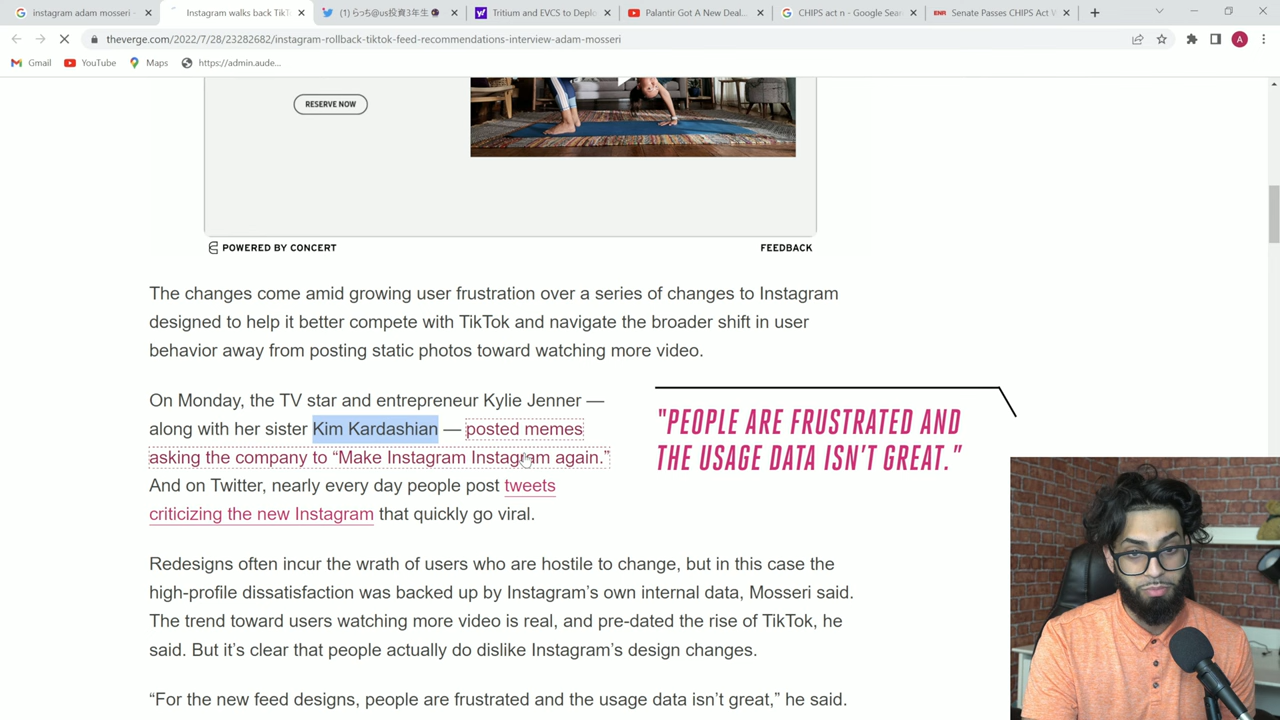 instagram adam mosseri -
Instagram walks back TikT
(1) らっち@us投資3年生
Tritium and EVCS to Deplo
Palantir Got A New Deal...
CHIPS act n - Google Sear
Senate Passes CHIPS Act W
theverge.com/2022/7/28/23282682/instagram-rollback-tiktok-feed-recommendations-interview-adam-mosseri
A
Gmail
YouTube
Maps
https://admin.aude...
RESERVE NOW
POWERED BY CONCERT
FEEDBACK
The changes come amid growing user frustration over a series of changes to Instagram
designed to help it better compete with TikTok and navigate the broader shift in user
behavior away from posting static photos toward watching more video.
On Monday, the TV star and entrepreneur Kylie Jenner —
along with her sister Kim Kardashian — posted memes
asking the company to “Make Instagram Instagram again.”
And on Twitter, nearly every day people post tweets
criticizing the new Instagram that quickly go viral.
"PEOPLE ARE FRUSTRATED AND
THE USAGE DATA ISN'T GREAT."
Redesigns often incur the wrath of users who are hostile to change, but in this case the
high-profile dissatisfaction was backed up by Instagram’s own internal data, Mosseri said.
The trend toward users watching more video is real, and pre-dated the rise of TikTok, he
said. But it’s clear that people actually do dislike Instagram’s design changes.
“For the new feed designs, people are frustrated and the usage data isn’t great,” he said.